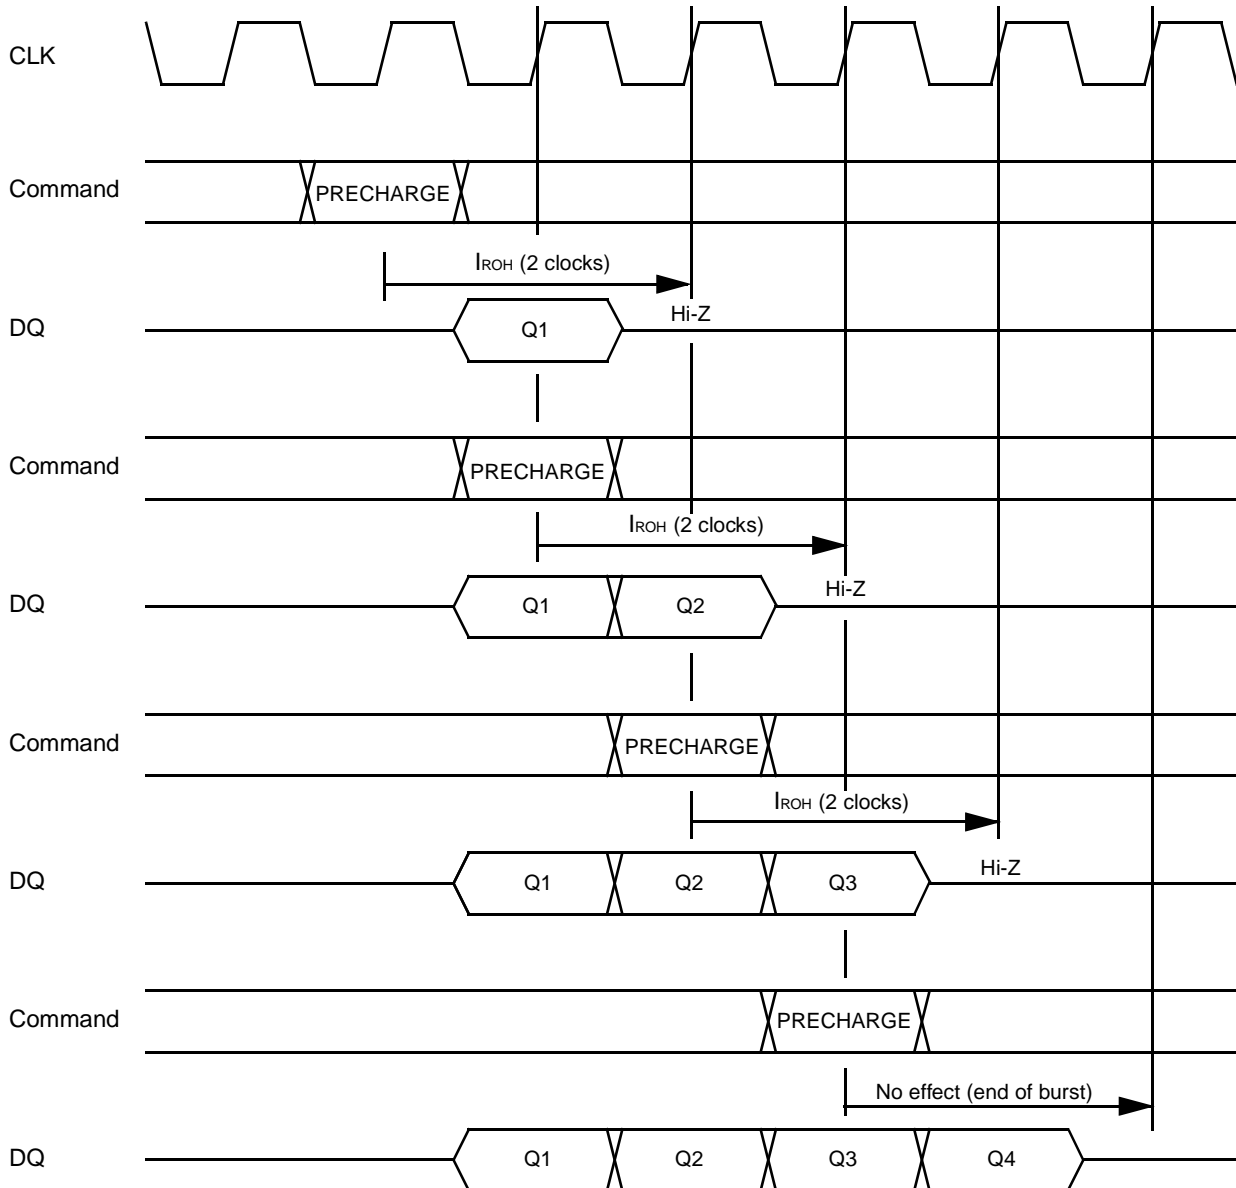 CLK
Command
PRECHARGE
IROH (2 clocks)
DQ
Q1
Hi-Z
Command
PRECHARGE
IROH (2 clocks)
DQ
Q1
Q2
Hi-Z
Command
PRECHARGE
IROH (2 clocks)
DQ
Q1
Q2
Q3
Hi-Z
Command
PRECHARGE
No effect (end of burst)
DQ
Q1
Q2
Q3
Q4